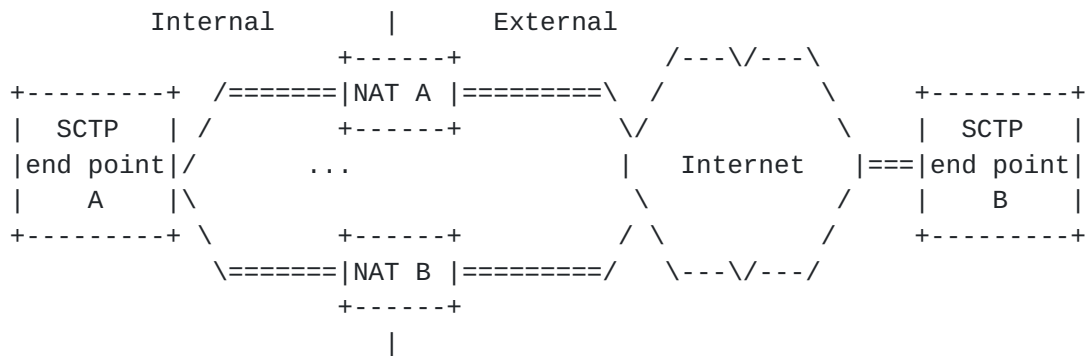 Internal | External
+------+ /---\/---\
+---------+ /=======|NAT A |=========\ / \ +---------+
| SCTP | / +------+ \/ \ | SCTP |
|end point|/ ... | Internet |===|end point|
| A |\ \ / | B |
+---------+ \ +------+ / \ / +---------+
\=======|NAT B |=========/ \---\/---/
+------+
|